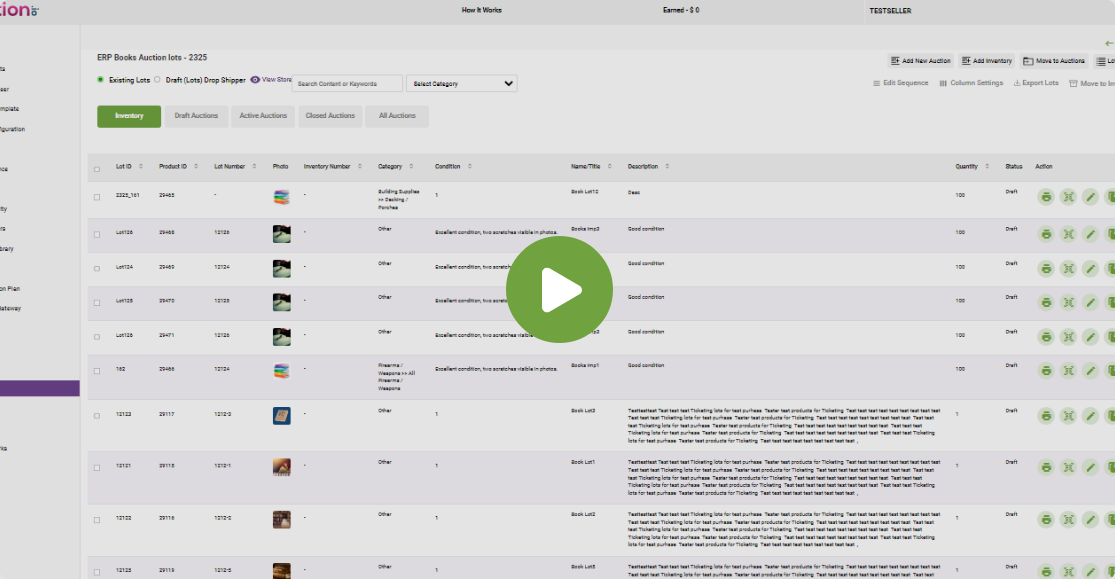 tion
How It Works
Earned - $ 0
TESTSELLER
ERP Books Auction lots - 2325
Add New Auction
Add Inventory
Move to Auctions
Existing Lots
Draft (Lots) Drop Shipper
View Store
Search Content or Keywords
Select Category
Edit Sequence
Column Settings
Export Lots
Move to In
Inventory
Draft Auctions
Active Auctions
Closed Auctions
All Auctions
Lot ID Product ID Lot Number Photo Inventory Number Category Condition Name/Title Description Quantity Status Action
2325_161 29465 - - Building Supplies 1 Book Lot12 Desc 100 Draft
>> Decking /
Porches
Lot126 29468 12126 - Other Excellent condition, two scratches visible in photos. Books Imp3 Good condition 100 Draft
Lot124 29469 12124 - Other Excellent condition, two scratches Good condition 100 Draft
Lot125 29470 12125 - Other Excellent condition, two Good condition 100 Draft
Lot126 29471 12126 - Other Excellent condition, two scratches visible Good condition 100 Draft
162 29466 12124 - Firearms / Excellent condition, two scratches visible in photos. Books Imp1 100 Draft
Weapons >> All
Firearms /
Weapons
12123 29117 1212-3 - Other 1 Book Lot3 Testtesttest Test test test Ticketing lots for test purhase Tester test products for Ticketing Test test test test test test test test test 1 Draft
Test test test Ticketing lots for test purhase Tester test products for Ticketing Test test test test test test test test Test test
test Ticketing lots for test purhase Tester test products for Ticketing Test test test test test test test test Test test test
Ticketing lots for test purhase Tester test products for Ticketing Test test test test test test test test Test test test Ticketing
lots for test purhase Tester test products for Ticketing Test test test test test test test test ,
12121 29118 1212-1 - Other 1 Book Lot1 Testtesttest Test test test Ticketing lots for test purhase Tester test products for Ticketing Test test test test test test test test test 1 Draft
Test test test Ticketing lots for test purhase Tester test products for Ticketing Test test test test test test test test Test test
test Ticketing lots for test purhase Tester test products for Ticketing Test test test test test test test test Test test test
Ticketing lots for test purhase Tester test products for Ticketing Test test test test test test test test Test test test Ticketing
lots for test purhase Tester test products for Ticketing Test test test test test test test test ,
12122 29116 1212-2 - Other 1 Book Lot2 Testtesttest Test test test Ticketing lots for test purhase Tester test products for Ticketing Test test test test test test test test test 1 Draft
Test test test Ticketing lots for test purhase Tester test products for Ticketing Test test test test test test test test Test test
test Ticketing lots for test purhase Tester test products for Ticketing Test test test test test test test test Test test test
Ticketing lots for test purhase Tester test products for Ticketing Test test test test test test test test Test test test Ticketing
lots for test purhase Tester test products for Ticketing Test test test test test test test test ,
12125 29119 1212-5 - Other 1 Book Lot5 Testtesttest Test test test Ticketing lots for test purhase Tester test products for Ticketing Test test test test test test test test test 1 Draft
Test test test Ticketing lots for test purhase Tester test products for Ticketing Test test test test test test test test Test test